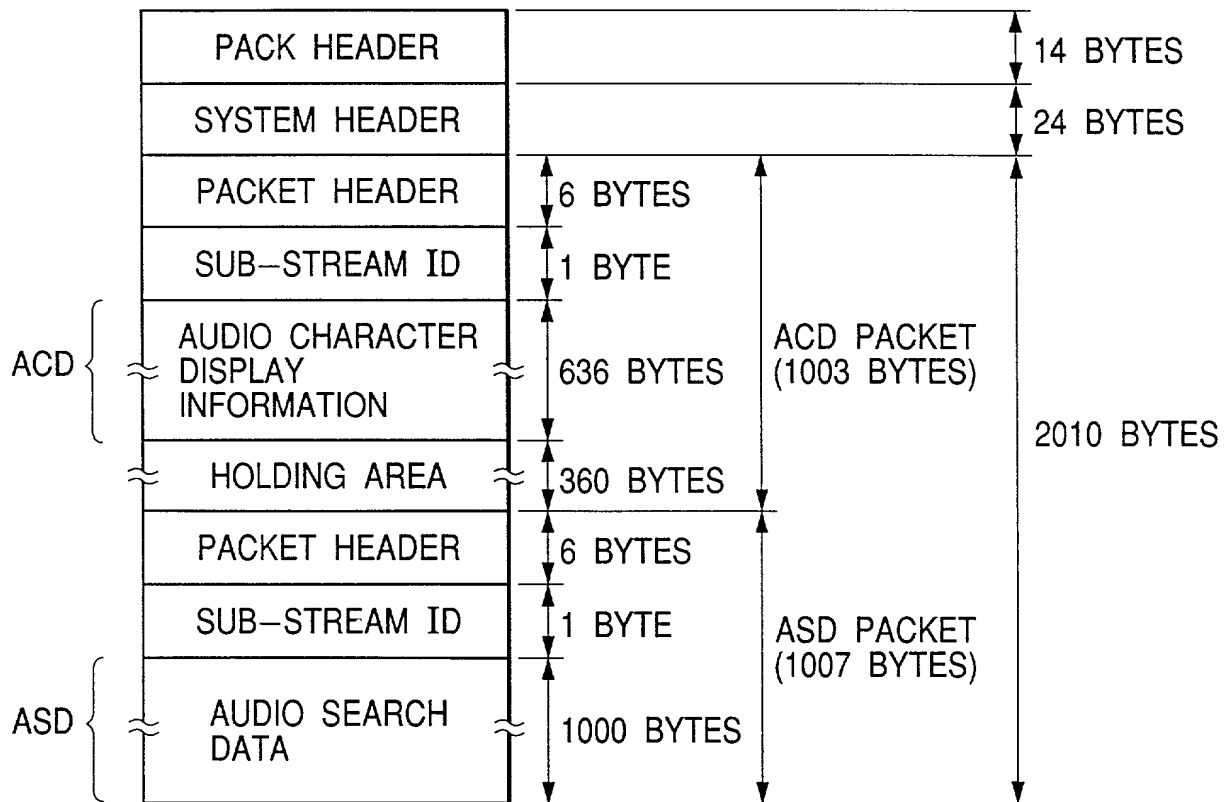 PACK HEADER
14 BYTES
SYSTEM HEADER
24 BYTES
PACKET HEADER
6 BYTES
SUB-STREAM ID
1 BYTE
ACD
AUDIO CHARACTER
DISPLAY
INFORMATION
636 BYTES
ACD PACKET
(1003 BYTES)
2010 BYTES
HOLDING AREA
360 BYTES
PACKET HEADER
6 BYTES
SUB-STREAM ID
1 BYTE
ASD PACKET
(1007 BYTES)
ASD
AUDIO SEARCH
DATA
1000 BYTES